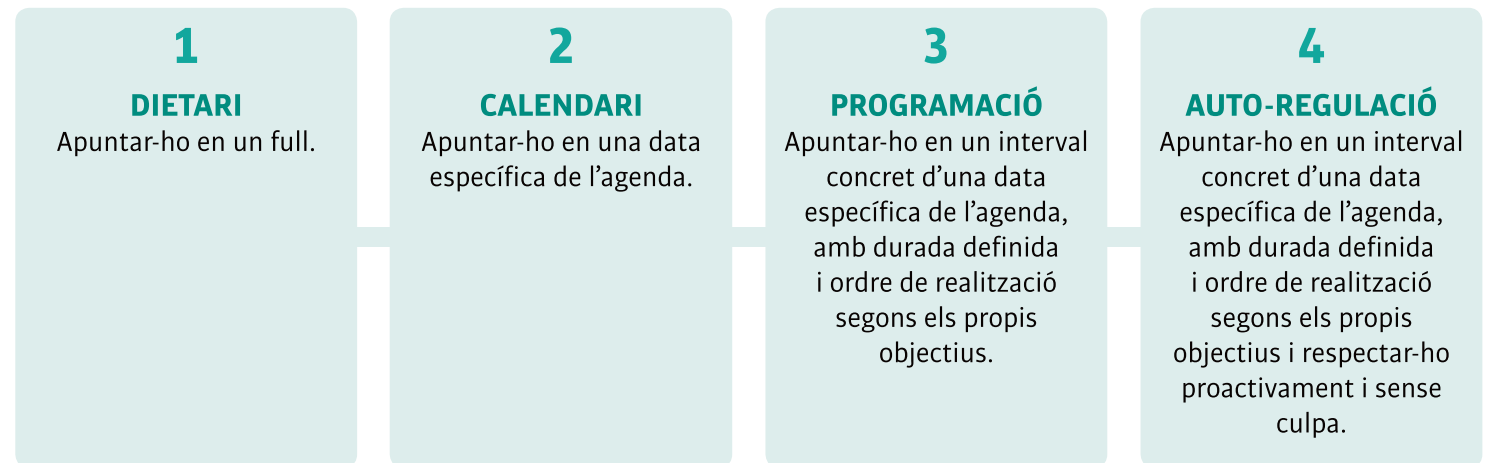 1
DIETARI
Apuntar-ho en un full.
2
CALENDARI
Apuntar-ho en una data
específica de l’agenda.
3
PROGRAMACIÓ
Apuntar-ho en un interval
concret d’una data
específica de l’agenda,
amb durada definida
i ordre de realització
segons els propis
objectius.
4
AUTO-REGULACIÓ
Apuntar-ho en un interval
concret d’una data
específica de l’agenda,
amb durada definida
i ordre de realització
segons els propis
objectius i respectar-ho
proactivament i sense
culpa.